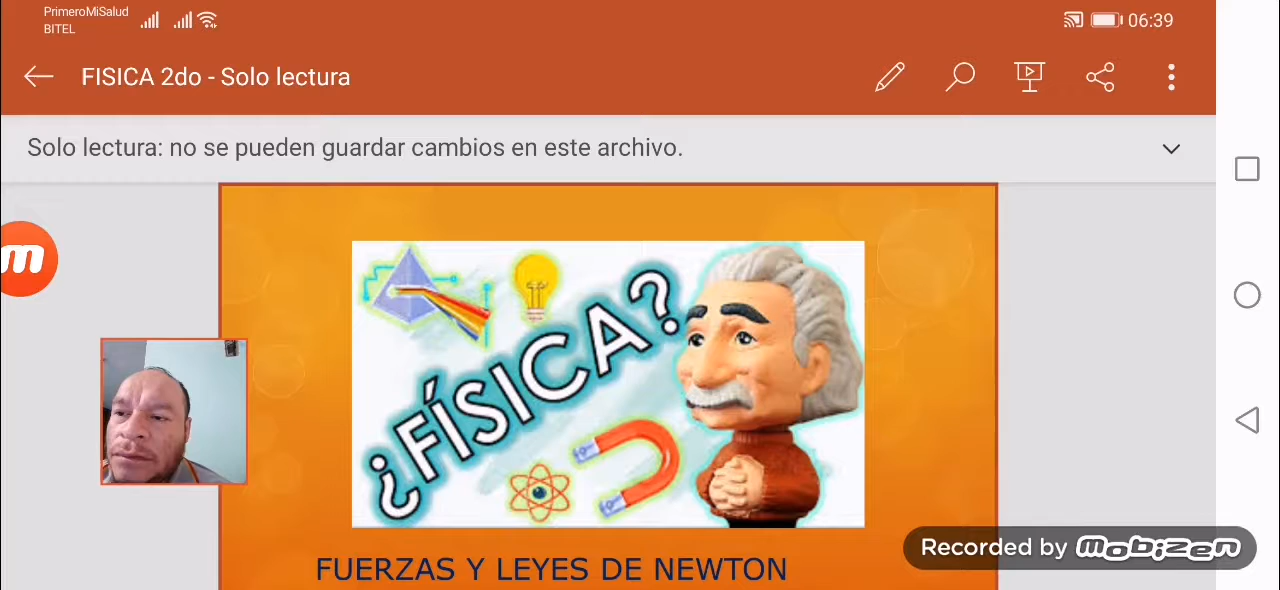 PrimeroMiSalud
BITEL
06:39
FISICA 2do - Solo lectura
Solo lectura: no se pueden guardar cambios en este archivo.
m
¿FÍSICA?
FUERZAS Y LEYES DE NEWTON
Recorded by mobizen